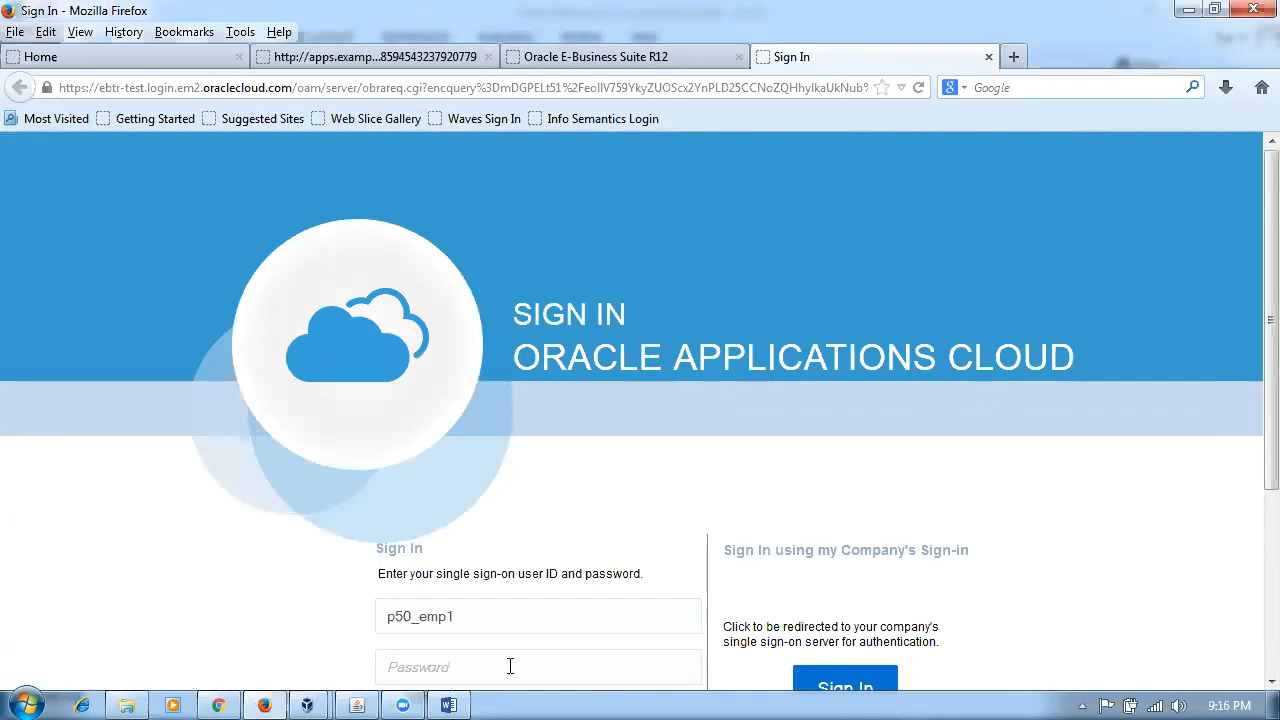 Sign In - Mozilla Firefox
File Edit View History Bookmarks Tools Help
Home http://apps.examp...8594543237920779 Oracle E-Business Suite R12 Sign In
https://ebtr-test.login.em2.oraclecloud.com/oam/server/obrareq.cgi?encquery%3DmDGPELt51%2FeolIV759YkyZUOScx2YnPLD25CCNoZQHhyIkaUkNub% Google
Most Visited Getting Started Suggested Sites Web Slice Gallery Waves Sign In Info Semantics Login
SIGN IN
ORACLE APPLICATIONS CLOUD
Sign In
Enter your single sign-on user ID and password.
p50_emp1
Password
Sign In using my Company's Sign-in
Click to be redirected to your company's
single sign-on server for authentication.
Sign In
9:16 PM